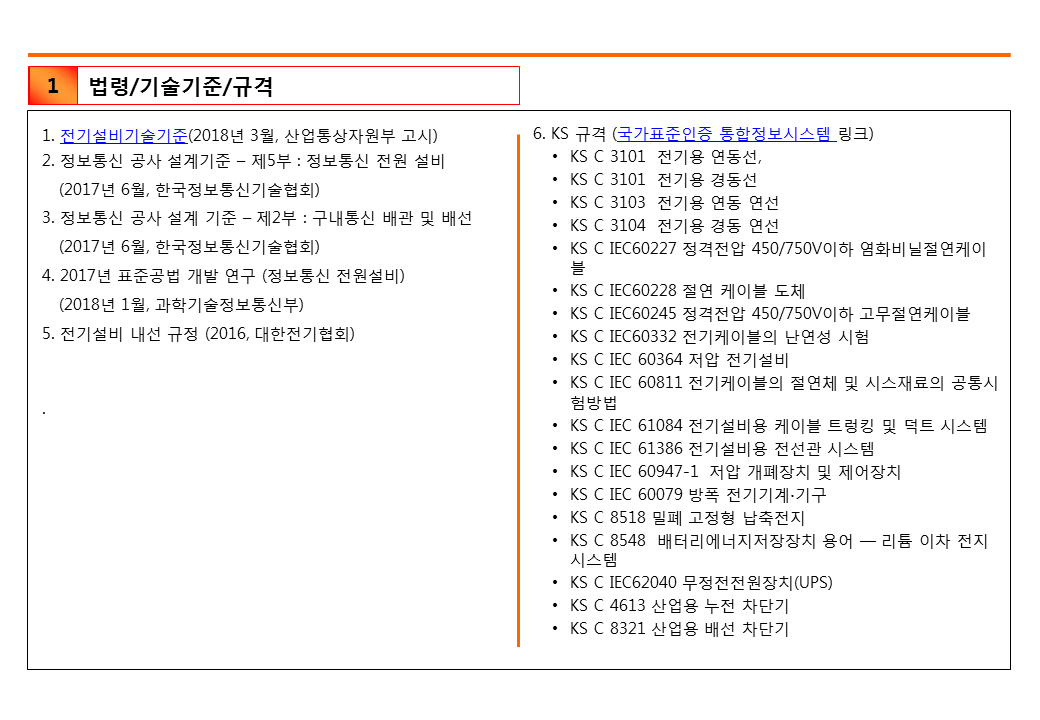 1
법령/기술기준/규격
1. 전기설비기술기준(2018년 3월, 산업통상자원부 고시)
2. 정보통신 공사 설계기준 – 제5부 : 정보통신 전원 설비
(2017년 6월, 한국정보통신기술협회)
3. 정보통신 공사 설계 기준 – 제2부 : 구내통신 배관 및 배선
(2017년 6월, 한국정보통신기술협회)
4. 2017년 표준공법 개발 연구 (정보통신 전원설비)
(2018년 1월, 과학기술정보통신부)
5. 전기설비 내선 규정 (2016, 대한전기협회)
.
6. KS 규격 (국가표준인증 통합정보시스템 링크)
• KS C 3101 전기용 연동선,
• KS C 3101 전기용 경동선
• KS C 3103 전기용 연동 연선
• KS C 3104 전기용 경동 연선
• KS C IEC60227 정격전압 450/750V이하 염화비닐절연케이
블
• KS C IEC60228 절연 케이블 도체
• KS C IEC60245 정격전압 450/750V이하 고무절연케이블
• KS C IEC60332 전기케이블의 난연성 시험
• KS C IEC 60364 저압 전기설비
• KS C IEC 60811 전기케이블의 절연체 및 시스재료의 공통시
험방법
• KS C IEC 61084 전기설비용 케이블 트렁킹 및 덕트 시스템
• KS C IEC 61386 전기설비용 전선관 시스템
• KS C IEC 60947-1 저압 개폐장치 및 제어장치
• KS C IEC 60079 방폭 전기기계·기구
• KS C 8518 밀폐 고정형 납축전지
• KS C 8548 배터리에너지저장장치 용어 — 리튬 이차 전지
시스템
• KS C IEC62040 무정전전원장치(UPS)
• KS C 4613 산업용 누전 차단기
• KS C 8321 산업용 배선 차단기